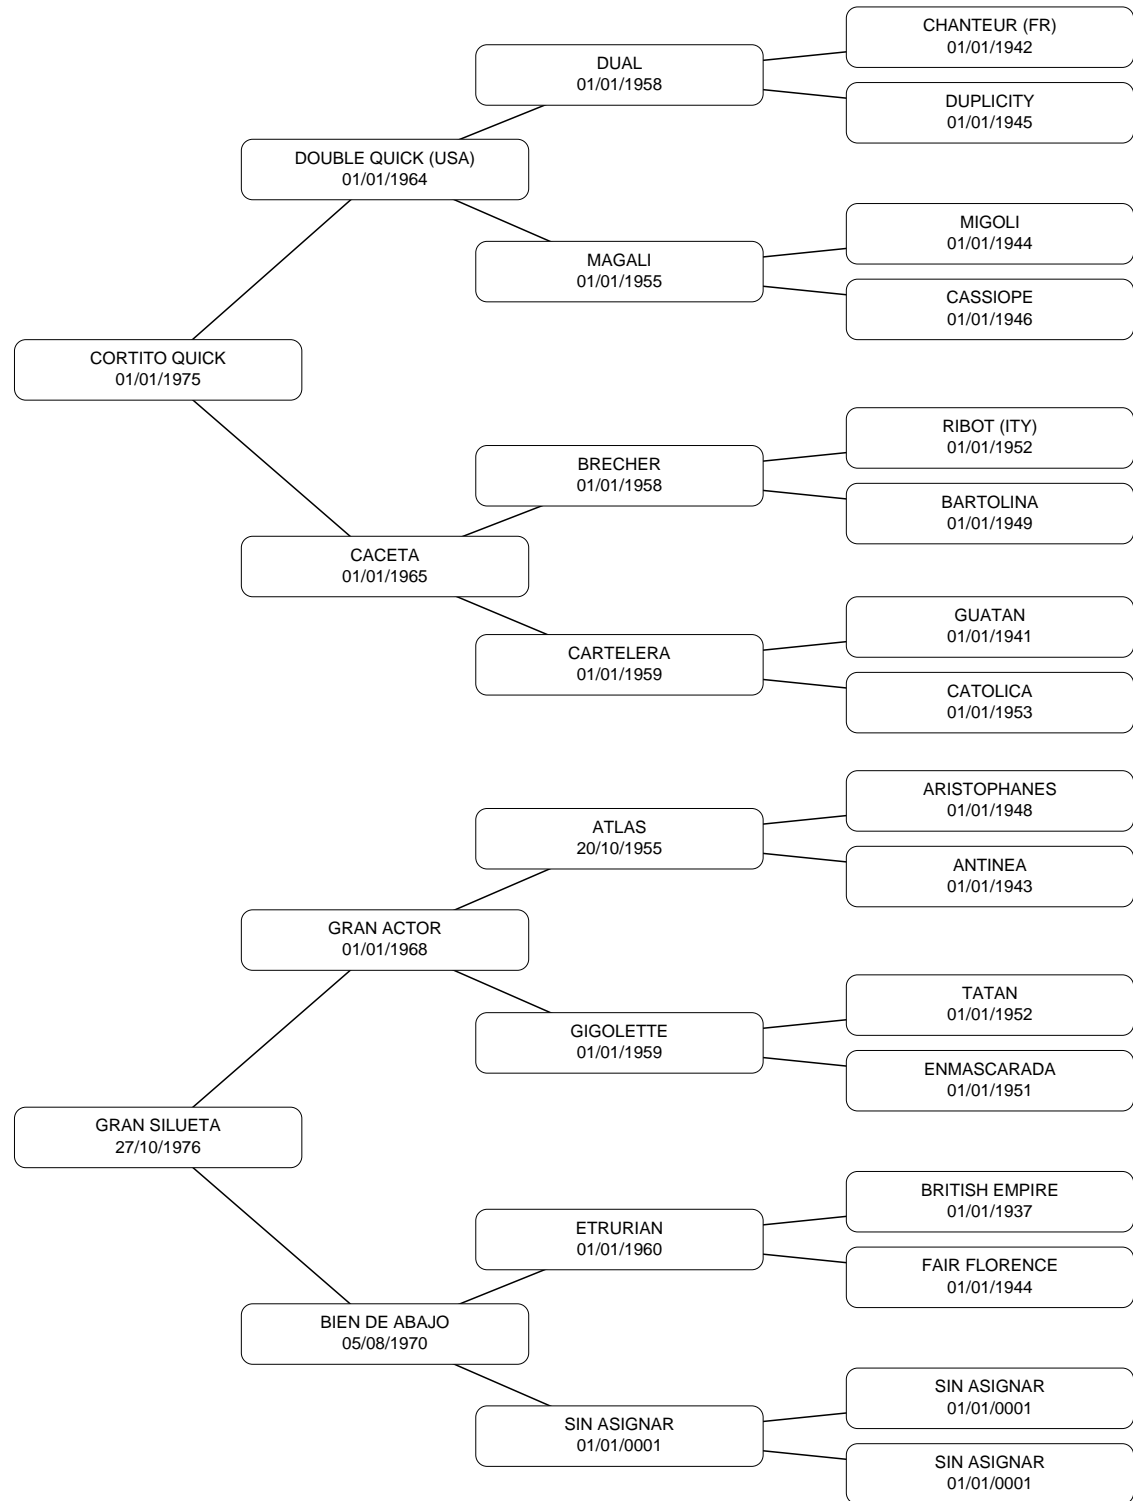 CHANTEUR (FR)
01/01/1942
DUAL
01/01/1958
DUPLICITY
01/01/1945
DOUBLE QUICK (USA)
01/01/1964
MIGOLI
01/01/1944
MAGALI
01/01/1955
CASSIOPE
01/01/1946
CORTITO QUICK
01/01/1975
RIBOT (ITY)
01/01/1952
BRECHER
01/01/1958
BARTOLINA
01/01/1949
CACETA
01/01/1965
GUATAN
01/01/1941
CARTELERA
01/01/1959
CATOLICA
01/01/1953
ARISTOPHANES
01/01/1948
ATLAS
20/10/1955
ANTINEA
01/01/1943
GRAN ACTOR
01/01/1968
TATAN
01/01/1952
GIGOLETTE
01/01/1959
ENMASCARADA
01/01/1951
GRAN SILUETA
27/10/1976
BRITISH EMPIRE
01/01/1937
ETRURIAN
01/01/1960
FAIR FLORENCE
01/01/1944
BIEN DE ABAJO
05/08/1970
SIN ASIGNAR
01/01/0001
SIN ASIGNAR
01/01/0001
SIN ASIGNAR
01/01/0001